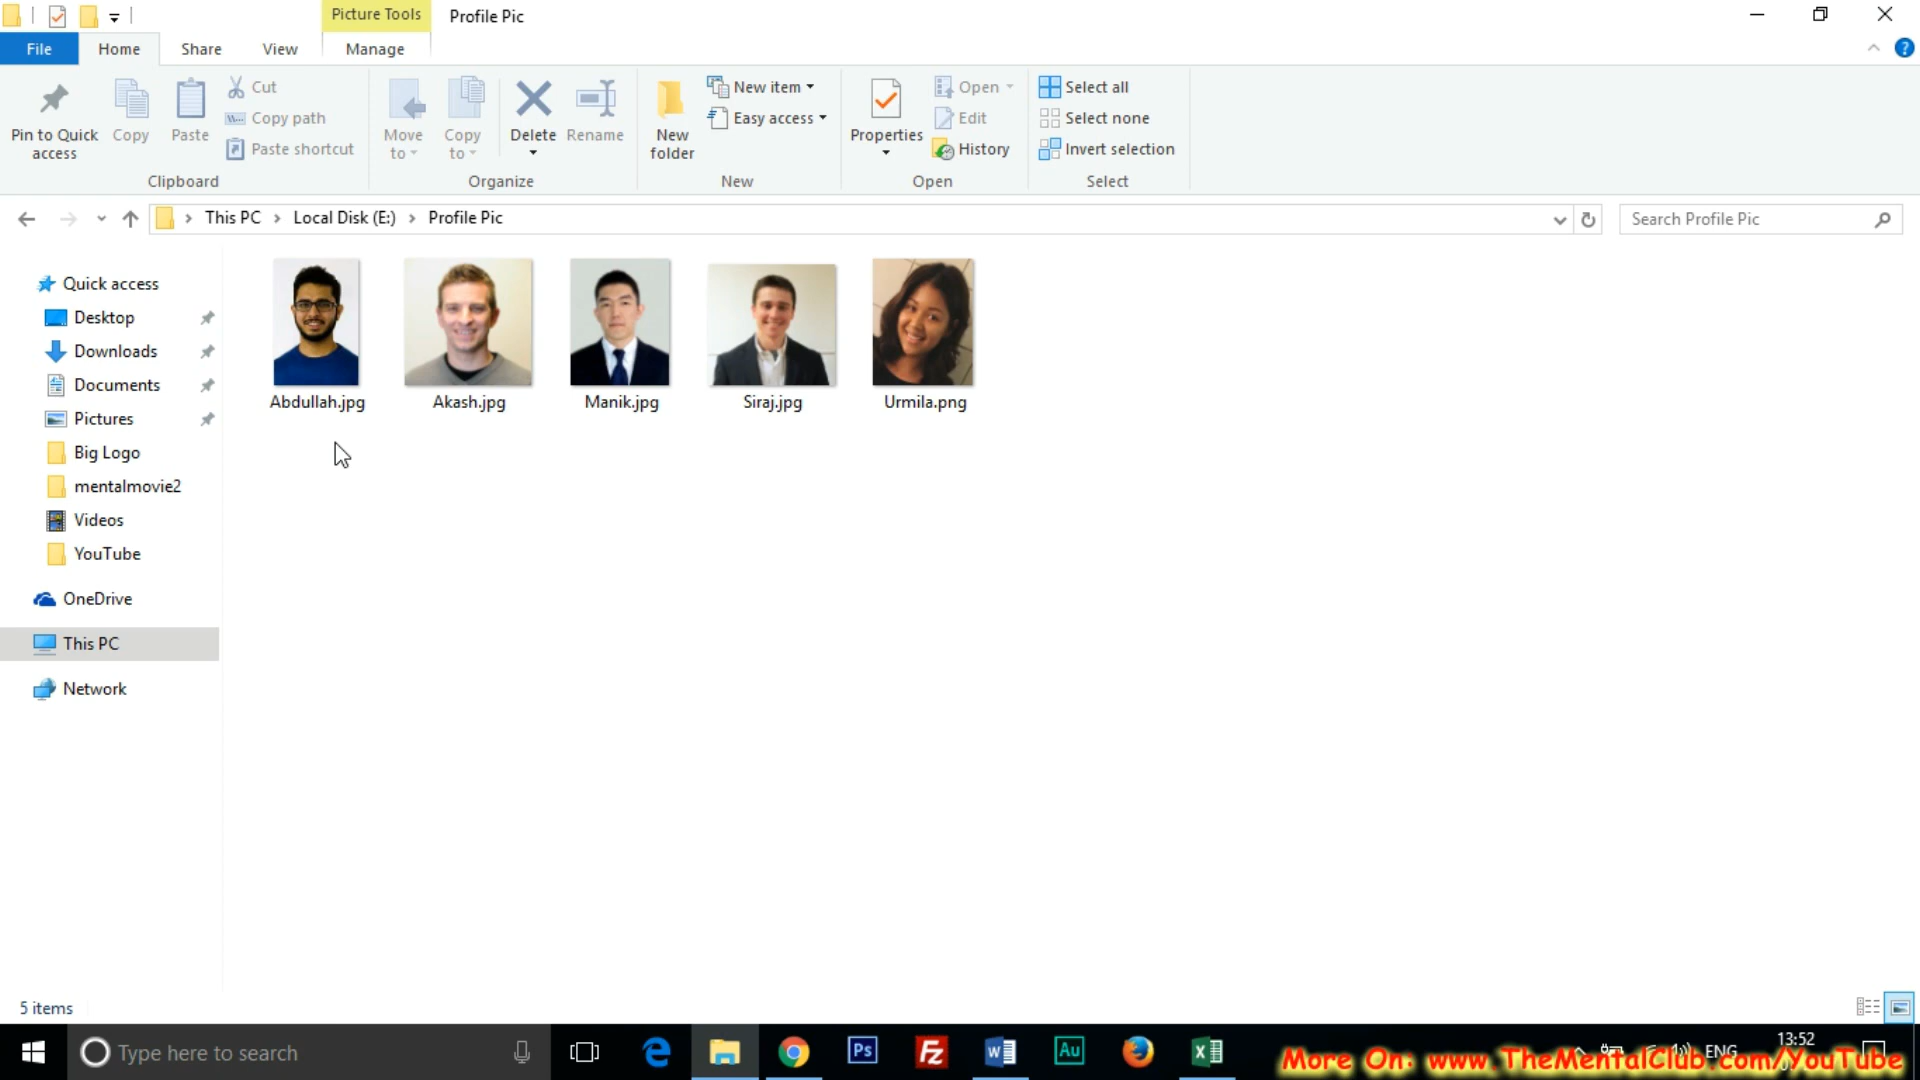 Picture Tools
Profile Pic
File
Home
Share
View
Manage
Pin to Quick
access
Copy
Paste
Cut
Copy path
Paste shortcut
Clipboard
Move
to
Copy
to
Delete
Rename
Organize
New
folder
New item
Easy access
New
Properties
Open
Edit
History
Open
Select all
Select none
Invert selection
Select
This PC
Local Disk (E:)
Profile Pic
Search Profile Pic
Quick access
Desktop
Downloads
Documents
Pictures
Big Logo
mentalmovie2
Videos
YouTube
OneDrive
This PC
Network
Abdullah.jpg
Akash.jpg
Manik.jpg
Siraj.jpg
Urmila.png
5 items
Type here to search
Ps
Fz
W
Au
X
ENG
13:52
More On: www.TheMentalClub.com/YouTube